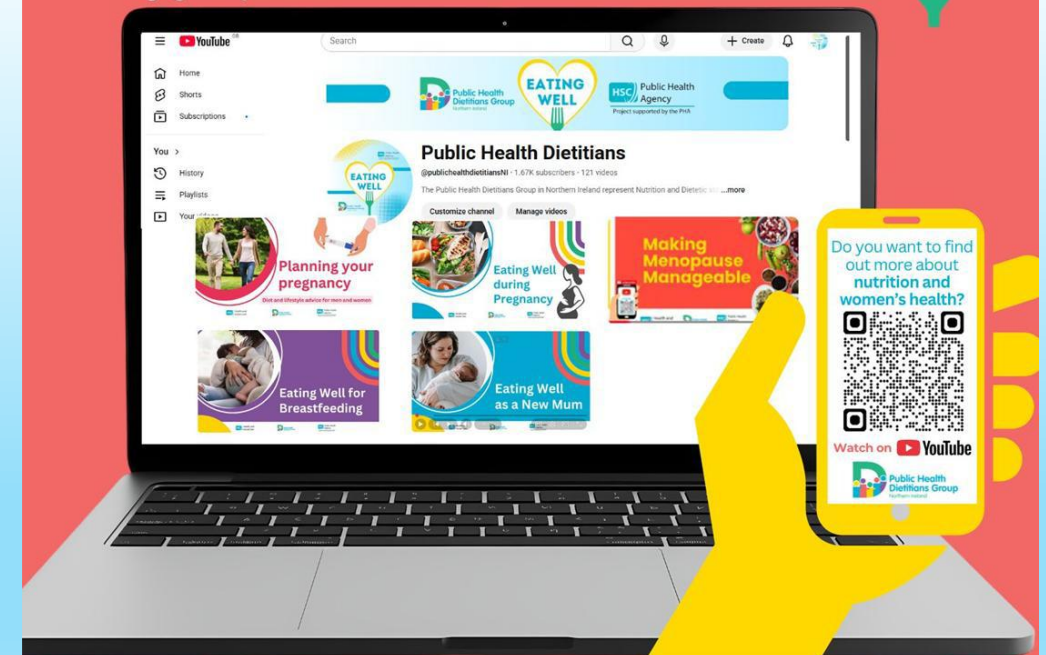 YouTube GB
Search
Create
Home
Shorts
Subscriptions
You
History
Playlists
Your videos
Public Health
Dietitians Group
Northern Ireland
EATING
WELL
HSC Public Health
Agency
Project supported by the PHA
EATING
WELL
Public Health Dietitians
@publichealthdietitiansNI · 1.67K subscribers · 121 videos
The Public Health Dietitians Group in Northern Ireland represent Nutrition and Dietetic ...more
Customize channel
Manage videos
Planning your
pregnancy
Diet and lifestyle advice for men and women
Eating Well
during
Pregnancy
Making
Menopause
Manageable
Eating Well for
Breastfeeding
Eating Well
as a New Mum
Do you want to find
out more about
nutrition and
women's health?
Watch on YouTube
Public Health
Dietitians Group
Northern Ireland